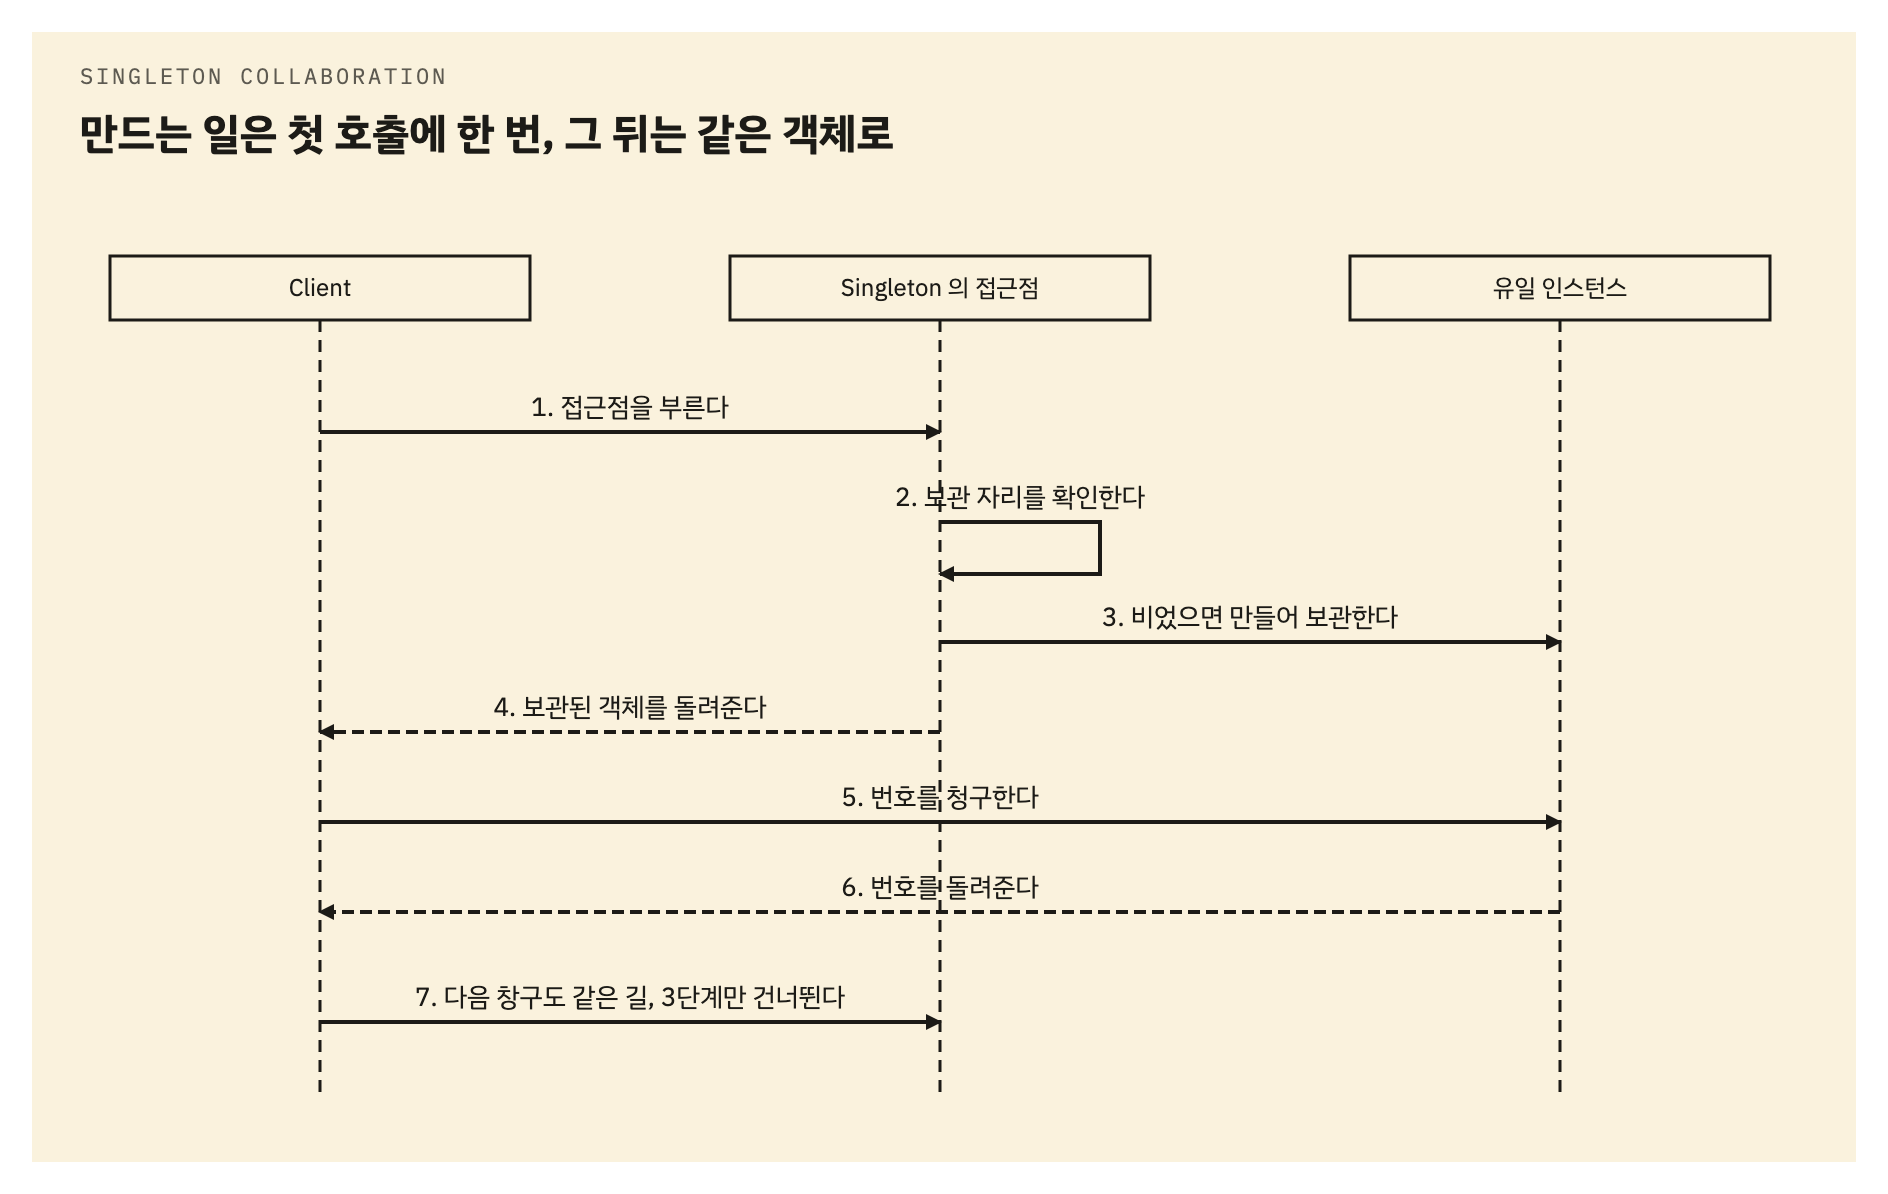 SINGLETON COLLABORATION
만드는 일은 첫 호출에 한 번, 그 뒤는 같은 객체로
Client
Singleton 의 접근점
유일 인스턴스
1. 접근점을 부른다
2. 보관 자리를 확인한다
3. 비었으면 만들어 보관한다
4. 보관된 객체를 돌려준다
5. 번호를 청구한다
6. 번호를 돌려준다
7. 다음 창구도 같은 길, 3단계만 건너뛴다